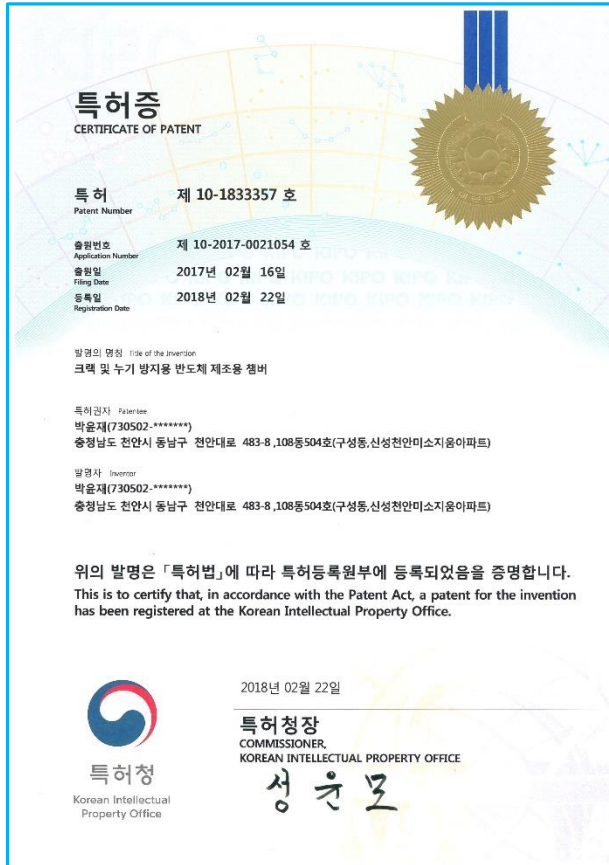 특허증
CERTIFICATE OF PATENT
특허 제 10-1833357 호
Patent Number
출원번호 제 10-2017-0021054 호
Application Number
출원일 2017년 02월 16일
Filing Date
등록일 2018년 02월 22일
Registration Date
발명의 명칭 Title of the Invention
크랙 및 누기 방지용 반도체 제조용 챔버
특허권자 Patentee
박윤재(730502-*******)
충청남도 천안시 동남구 천안대로 483-8 ,108동504호(구성동,신성천안미소지움아파트)
발명자 Inventor
박윤재(730502-*******)
충청남도 천안시 동남구 천안대로 483-8 ,108동504호(구성동,신성천안미소지움아파트)
위의 발명은 「특허법」에 따라 특허등록원부에 등록되었음을 증명합니다.
This is to certify that, in accordance with the Patent Act, a patent for the invention
has been registered at the Korean Intellectual Property Office.
2018년 02월 22일
특허청장
COMMISSIONER,
KOREAN INTELLECTUAL PROPERTY OFFICE
성윤모
특허청
Korean Intellectual
Property Office